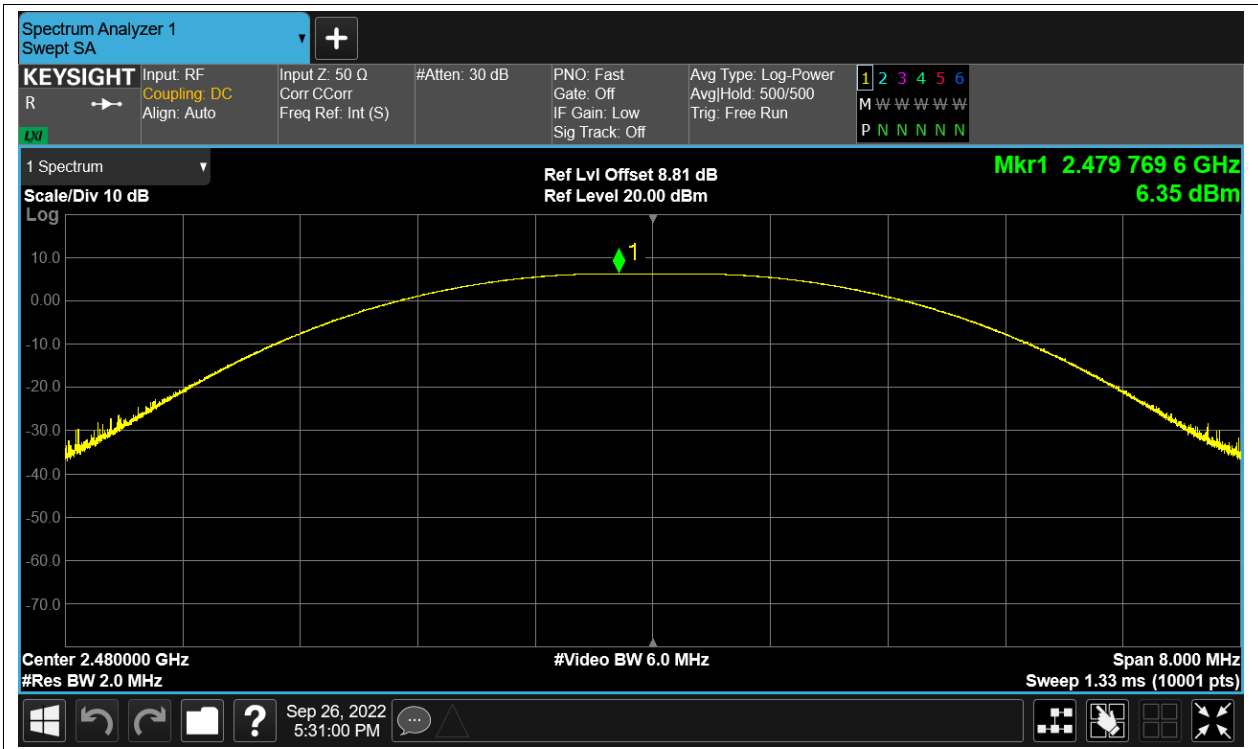 Spectrum Analyzer 1
Swept SA
KEYSIGHT
R
LXI
Input: RF
Coupling: DC
Align: Auto
Input Z: 50 Ω
Corr CCorr
Freq Ref: Int (S)
#Atten: 30 dB
PNO: Fast
Gate: Off
IF Gain: Low
Sig Track: Off
Avg Type: Log-Power
Avg|Hold: 500/500
Trig: Free Run
1 2 3 4 5 6
M W W W W W
P N N N N N
1 Spectrum
Scale/Div 10 dB
Log
Ref Lvl Offset 8.81 dB
Ref Level 20.00 dBm
Mkr1 2.479 769 6 GHz
6.35 dBm
1
10.0
0.00
-10.0
-20.0
-30.0
-40.0
-50.0
-60.0
-70.0
Center 2.480000 GHz
#Res BW 2.0 MHz
#Video BW 6.0 MHz
Span 8.000 MHz
Sweep 1.33 ms (10001 pts)
?
Sep 26, 2022
5:31:00 PM